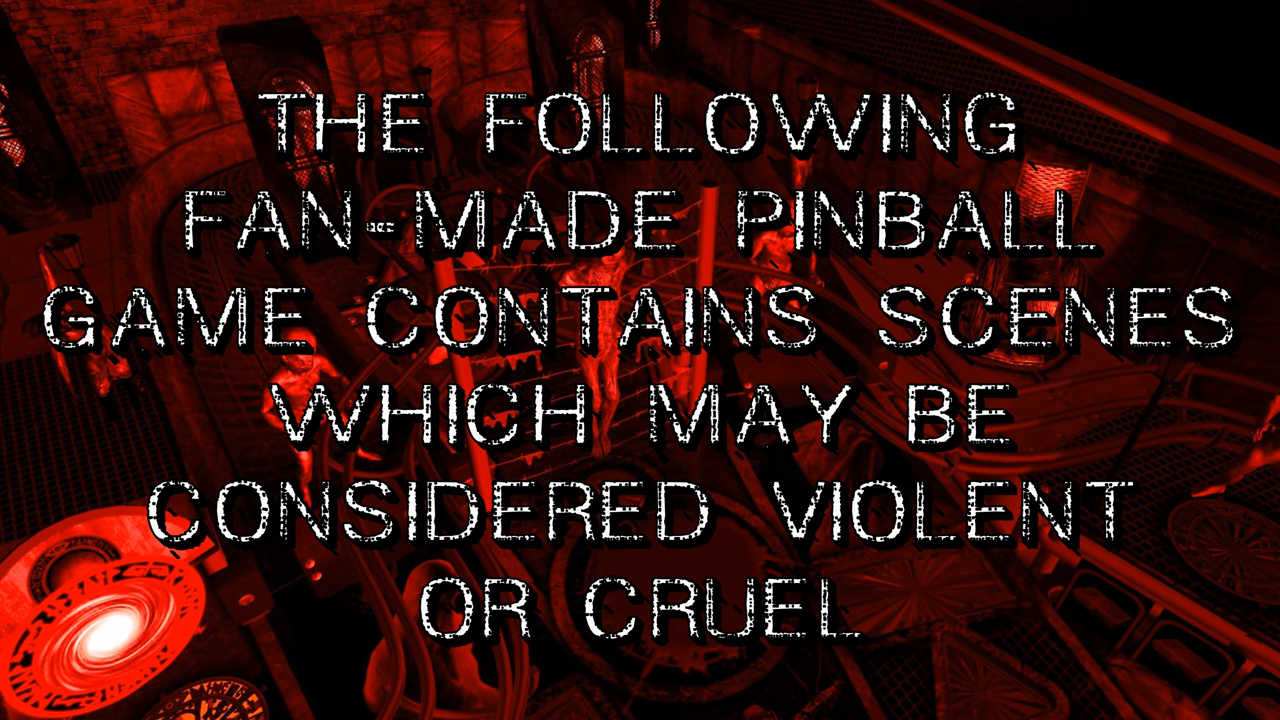 THE FOLLOWING
FAN-MADE PINBALL
GAME CONTAINS SCENES
WHICH MAY BE
CONSIDERED VIOLENT
OR CRUEL